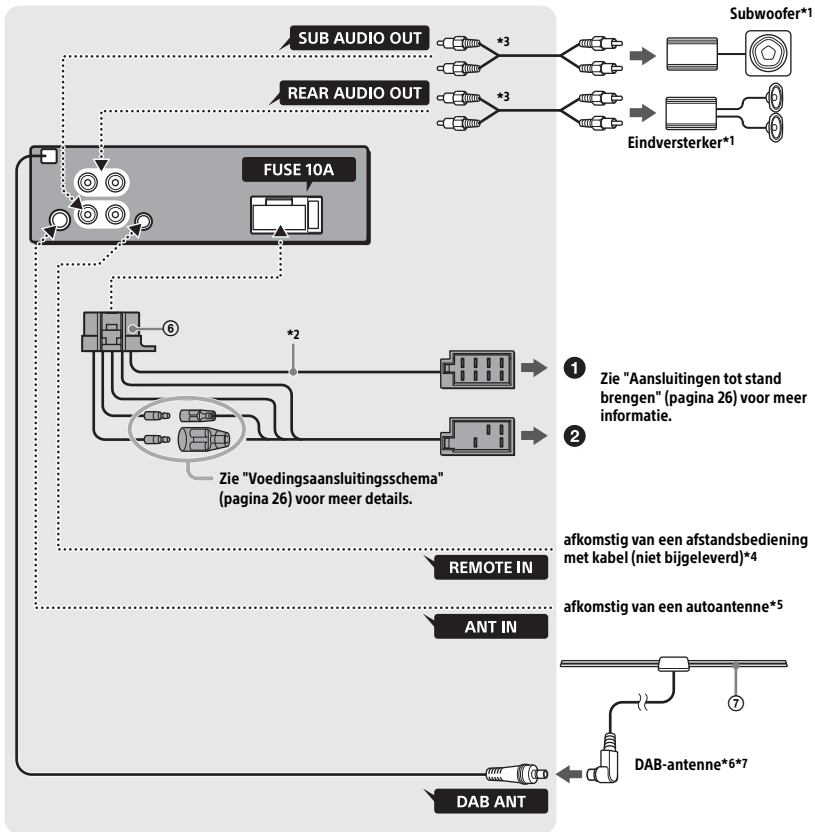 Subwoofer*1
SUB AUDIO OUT
*3
REAR AUDIO OUT
*3
Eindversterker*1
FUSE 10A
⑥
*2
❶
Zie "Aansluitingen tot stand
brengen" (pagina 26) voor meer
informatie.
❷
Zie "Voedingsaansluitingsschema"
(pagina 26) voor meer details.
afkomstig van een afstandsbediening
met kabel (niet bijgeleverd)*4
REMOTE IN
afkomstig van een autoantenne*5
ANT IN
⑦
DAB-antenne*6*7
DAB ANT